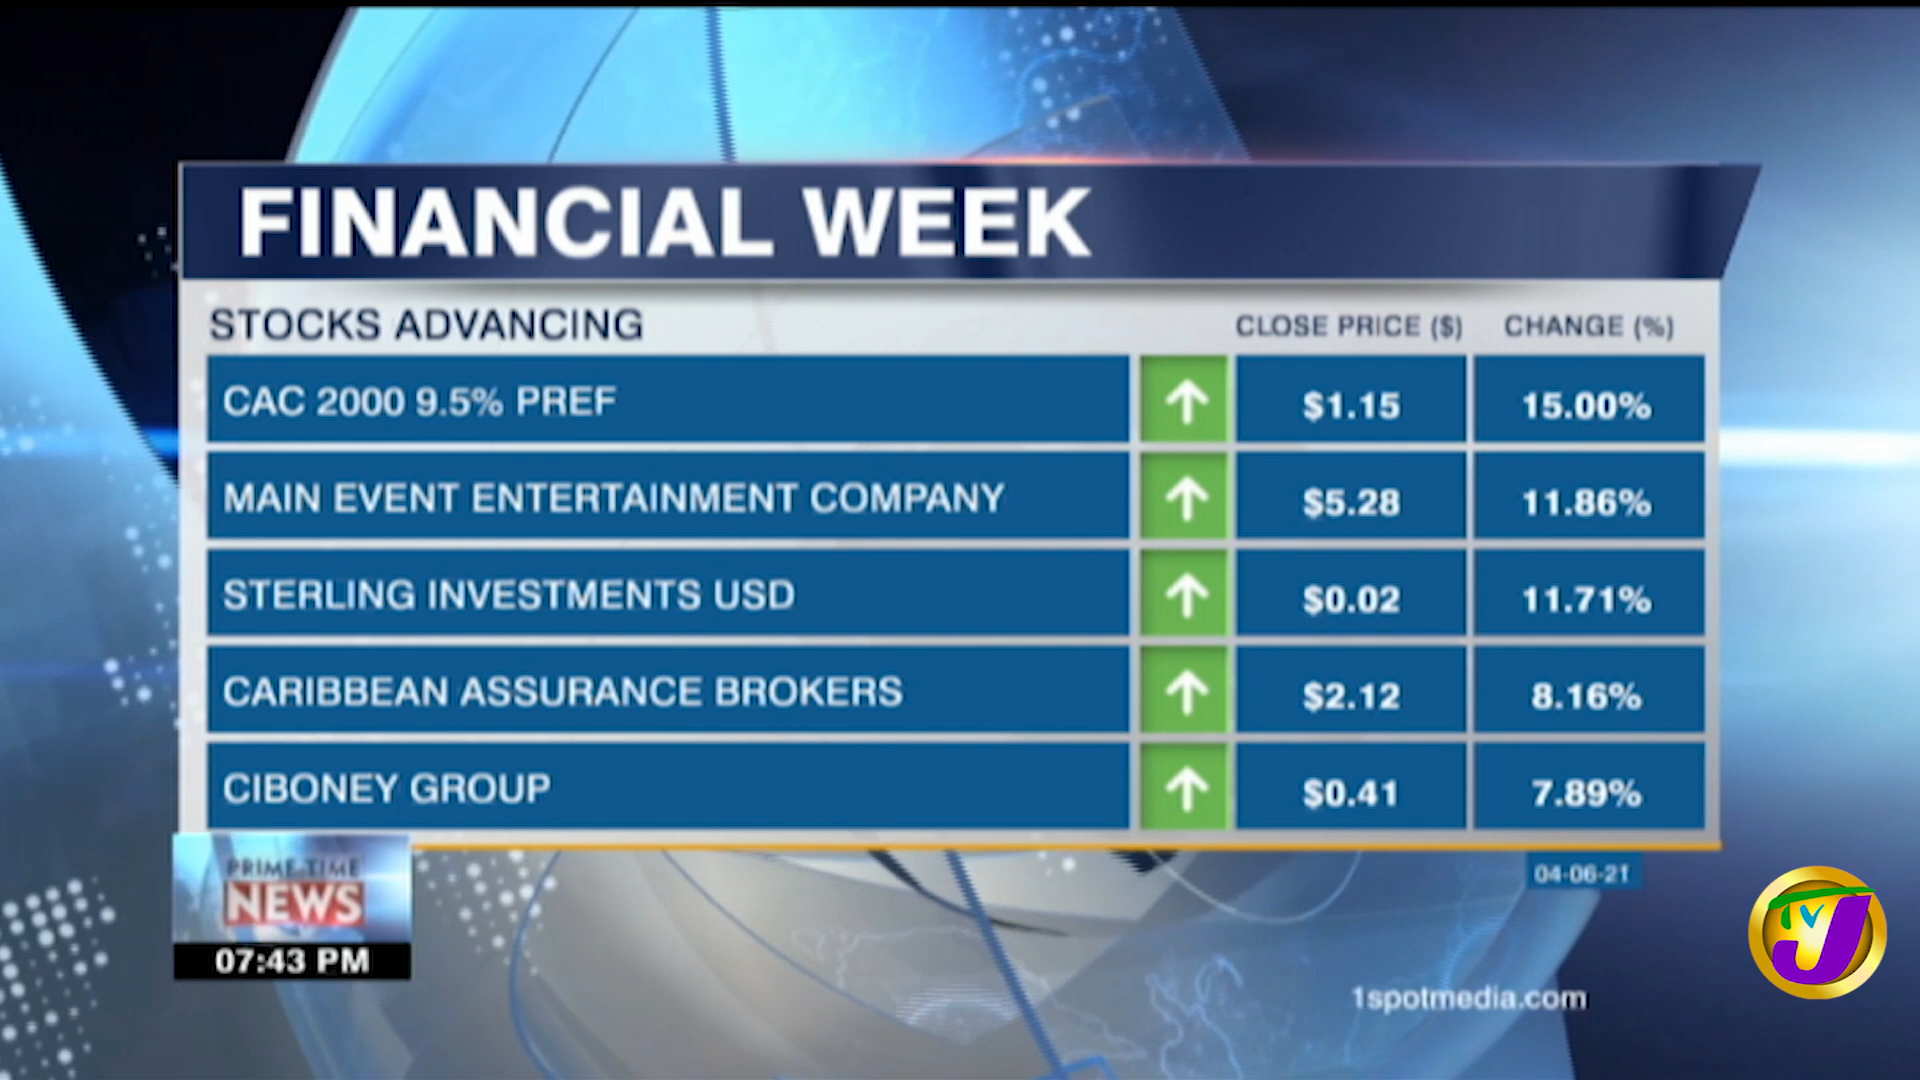 FINANCIAL WEEK
STOCKS ADVANCING CLOSE PRICE ($) CHANGE (%)
CAC 2000 9.5% PREF $1.15 15.00%
MAIN EVENT ENTERTAINMENT COMPANY $5.28 11.86%
STERLING INVESTMENTS USD $0.02 11.71%
CARIBBEAN ASSURANCE BROKERS $2.12 8.16%
CIBONEY GROUP $0.41 7.89%
PRIME TIME
NEWS
07:43 PM
04-06-21
TVJ
1spotmedia.com